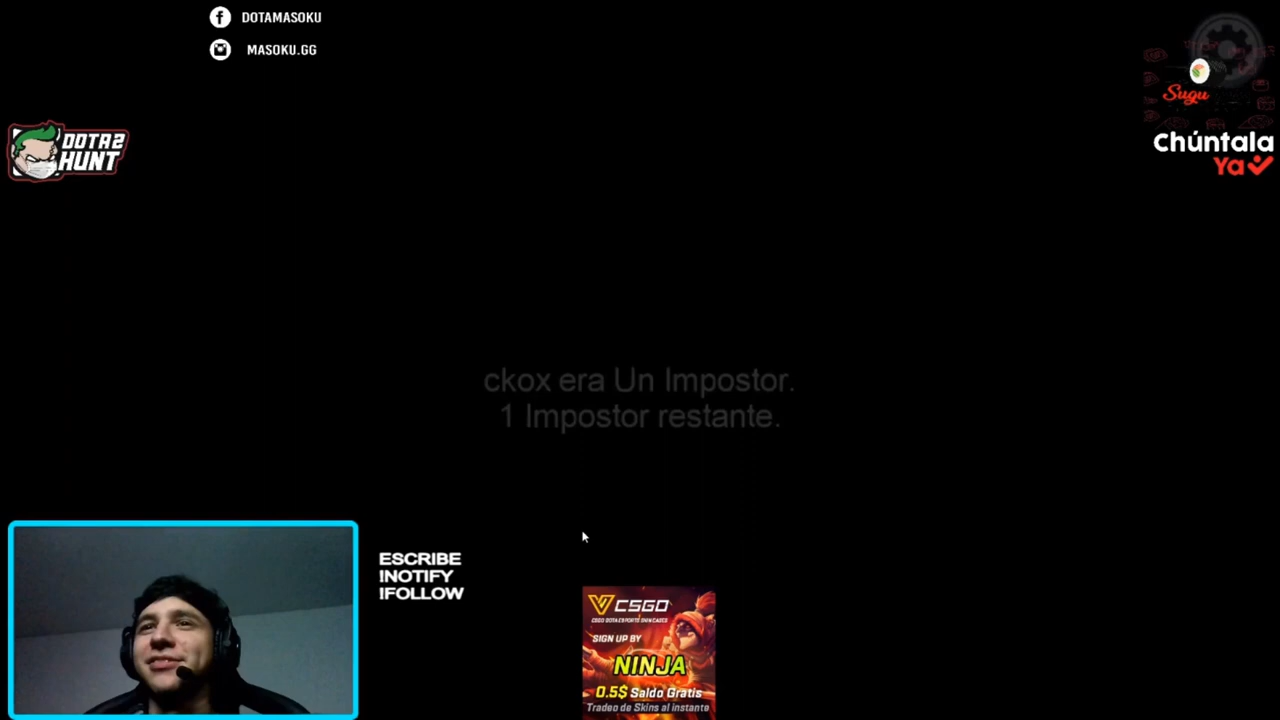 DOTAMASOKU
MASOKU.GG
DOTA2
HUNT
Sugu
Chúntala
Ya
ckox era Un Impostor.
1 Impostor restante.
ESCRIBE
!NOTIFY
!FOLLOW
CSGO
SIGN UP BY
NINJA
0.5$ Saldo Gratis
Tradeo de Skins al instante